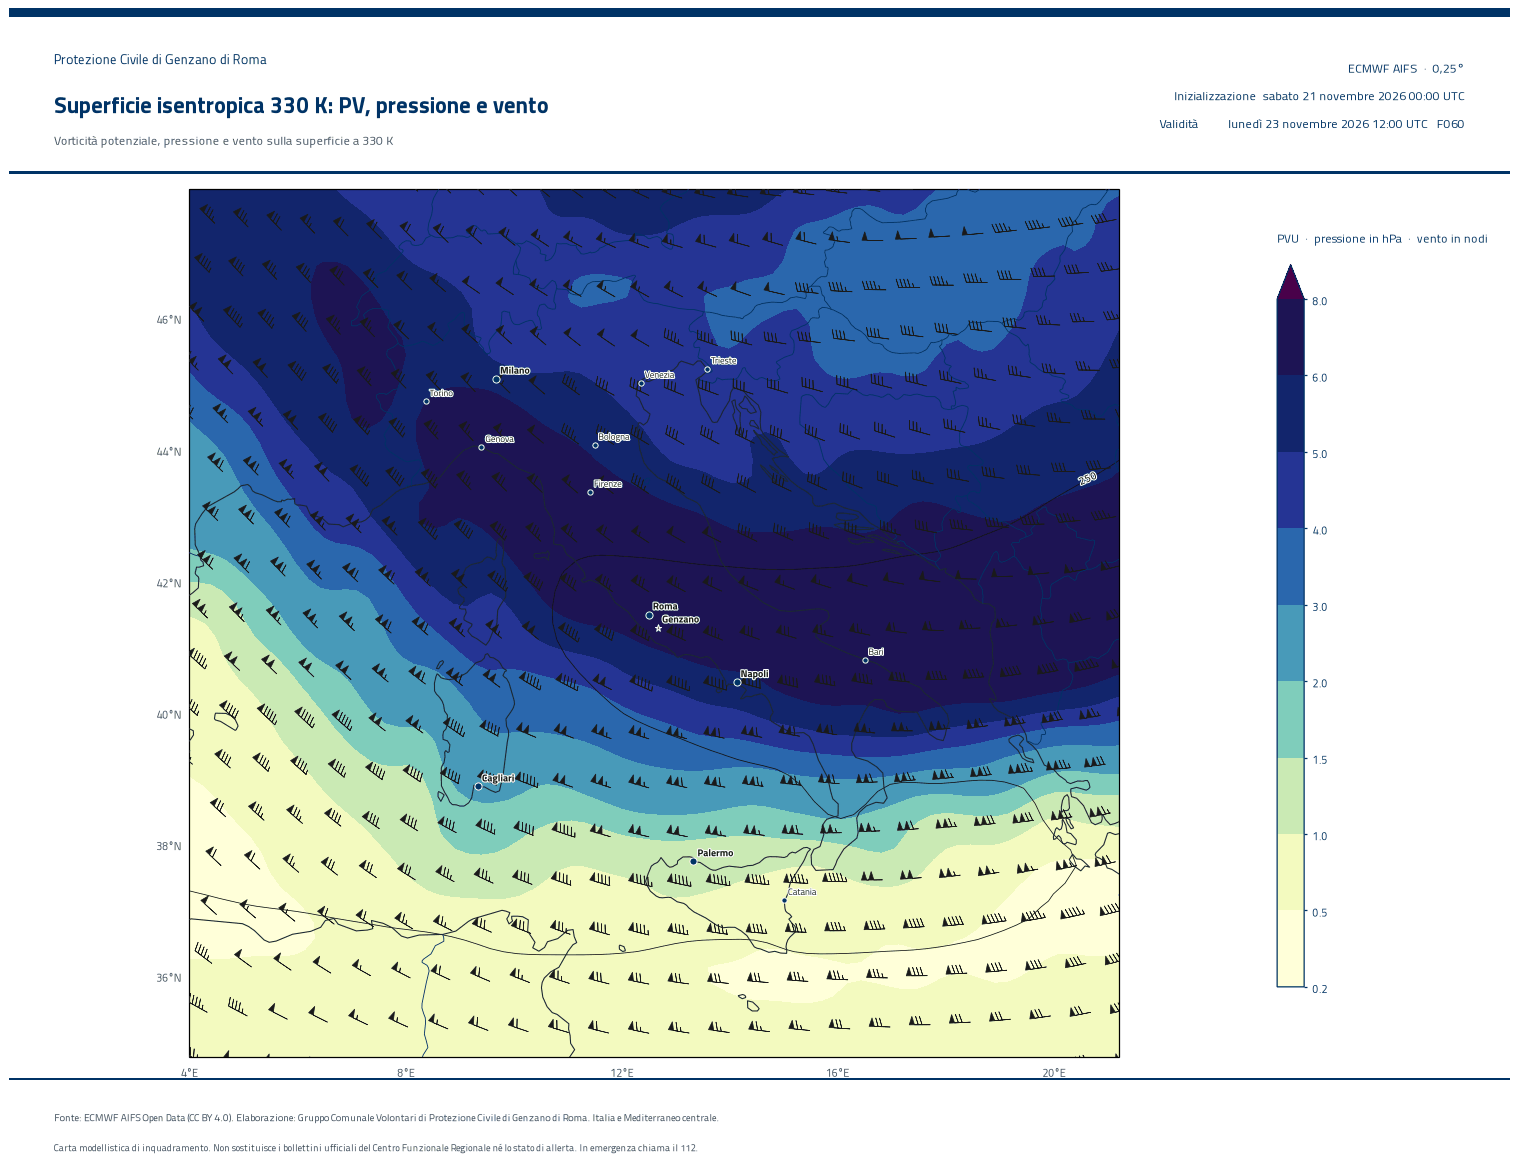 Protezione Civile di Genzano di Roma
Superficie isentropica 330 K: PV, pressione e vento
Vorticità potenziale, pressione e vento sulla superficie a 330 K
ECMWF AIFS · 0,25°
Inizializzazione sabato 21 novembre 2026 00:00 UTC
Validità lunedì 23 novembre 2026 12:00 UTC F060
PVU · pressione in hPa · vento in nodi
8.0
6.0
5.0
4.0
3.0
2.0
1.5
1.0
0.5
0.2
46°N
44°N
42°N
40°N
38°N
36°N
4°E
8°E
12°E
16°E
20°E
Trieste
Milano
Venezia
Torino
Genova
Bologna
250
Firenze
Roma
Genzano
Bari
Napoli
Cagliari
Palermo
Catania
Fonte: ECMWF AIFS Open Data (CC BY 4.0). Elaborazione: Gruppo Comunale Volontari di Protezione Civile di Genzano di Roma. Italia e Mediterraneo centrale.
Carta modellistica di inquadramento. Non sostituisce i bollettini ufficiali del Centro Funzionale Regionale né lo stato di allerta. In emergenza chiama il 112.